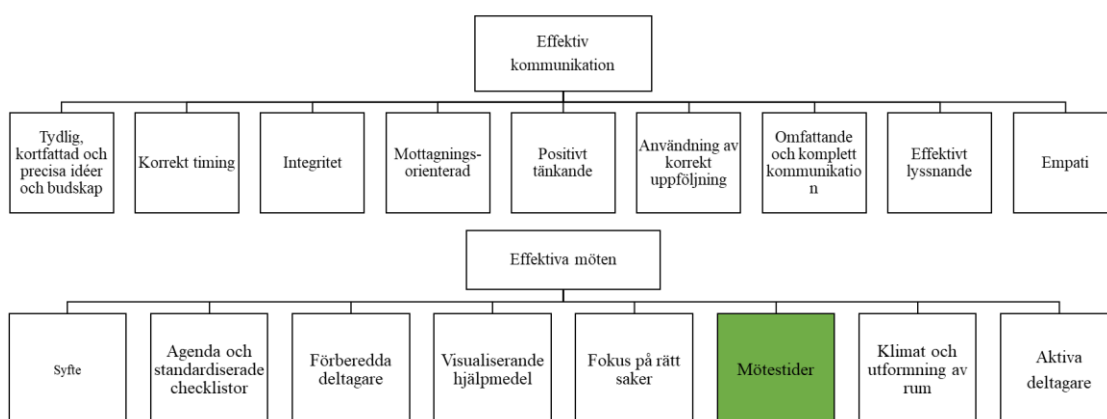 Effektiv
kommunikation
Tydlig,
kortfattad och
precisa idéer
och budskap
Korrekt timing
Integritet
Mottagnings-
orienterad
Positivt
tänkande
Användning av
korrekt
uppföljning
Omfattande
och komplett
kommunikatio
n
Effektivt
lyssnande
Empati
Effektiva möten
Syfte
Agenda och
standardiserade
checklistor
Förberedda
deltagare
Visualiserande
hjälpmedel
Fokus på rätt
saker
Mötestider
Klimat och
utformning av
rum
Aktiva
deltagare